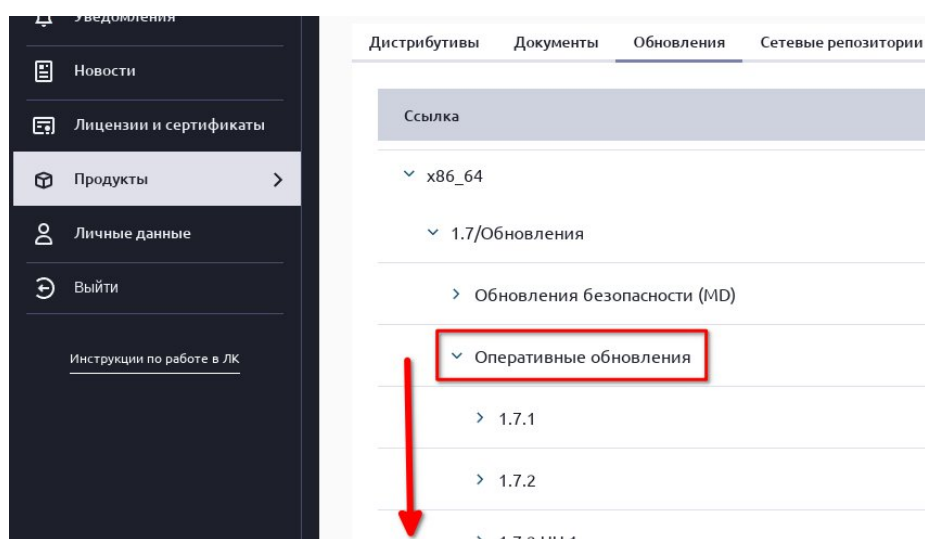 Уведомления
Новости
Лицензии и сертификаты
Продукты
Личные данные
Выйти
Инструкции по работе в ЛК
Дистрибутивы Документы Обновления Сетевые репозитории
Ссылка
x86_64
1.7/Обновления
Обновления безопасности (MD)
Оперативные обновления
1.7.1
1.7.2